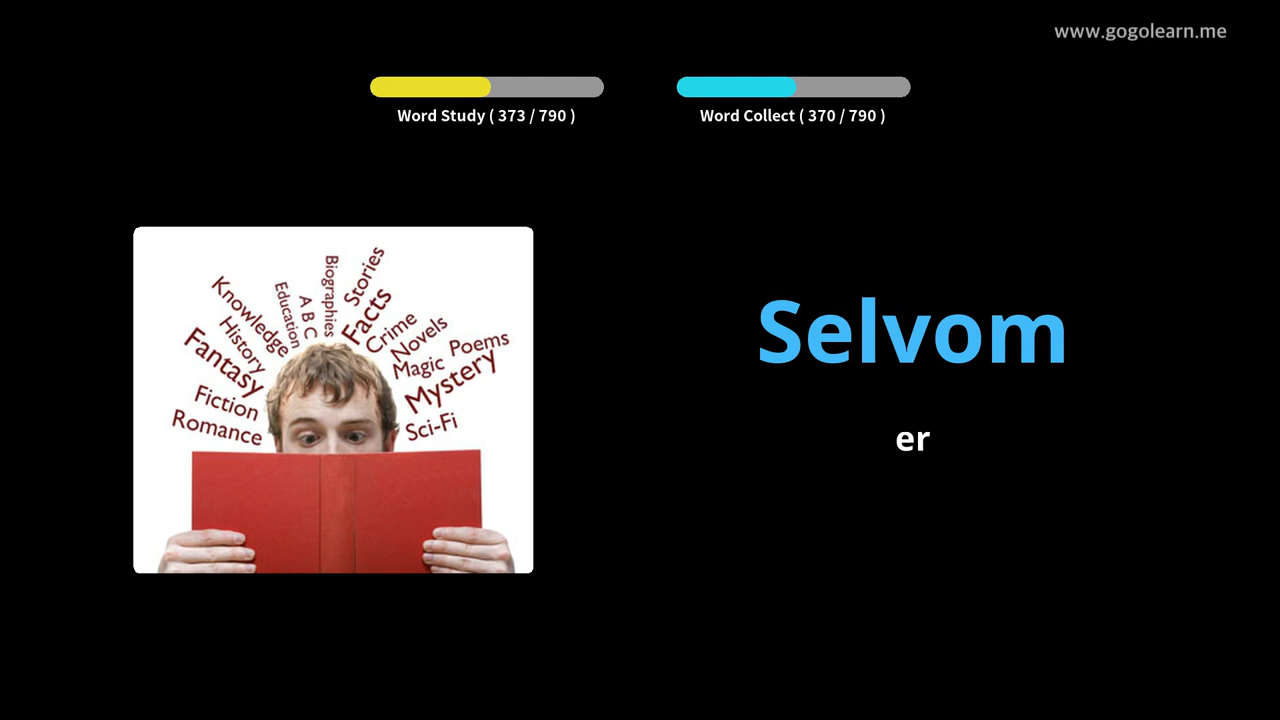 www.gogolearn.me
Word Study ( 373 / 790 )
Word Collect ( 370 / 790 )
Selvom
er
Knowledge
History
Fantasy
Fiction
Romance
Education
A B C
Biographies
Stories
Facts
Crime
Novels
Magic
Poems
Mystery
Sci-Fi